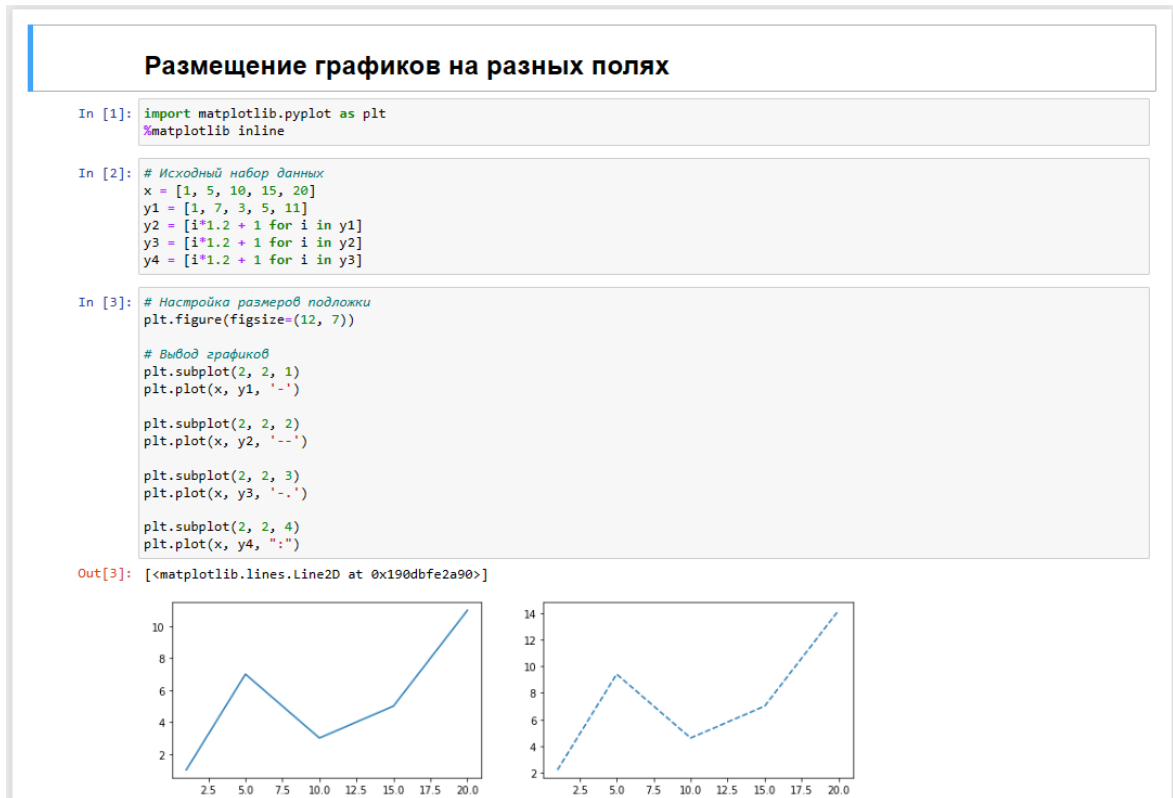 Размещение графиков на разных полях
In [1]: import matplotlib.pyplot as plt
%matplotlib inline
In [2]: # Исходный набор данных
x = [1, 5, 10, 15, 20]
y1 = [1, 7, 3, 5, 11]
y2 = [i*1.2 + 1 for i in y1]
y3 = [i*1.2 + 1 for i in y2]
y4 = [i*1.2 + 1 for i in y3]
In [3]: # Настройка размеров подложки
plt.figure(figsize=(12, 7))
# Вывод графиков
plt.subplot(2, 2, 1)
plt.plot(x, y1, '-')
plt.subplot(2, 2, 2)
plt.plot(x, y2, '--')
plt.subplot(2, 2, 3)
plt.plot(x, y3, '-.')
plt.subplot(2, 2, 4)
plt.plot(x, y4, ":")
Out[3]: [<matplotlib.lines.Line2D at 0x190dbfe2a90>]
10
8
6
4
2
2.5 5.0 7.5 10.0 12.5 15.0 17.5 20.0
14
12
10
8
6
4
2
2.5 5.0 7.5 10.0 12.5 15.0 17.5 20.0